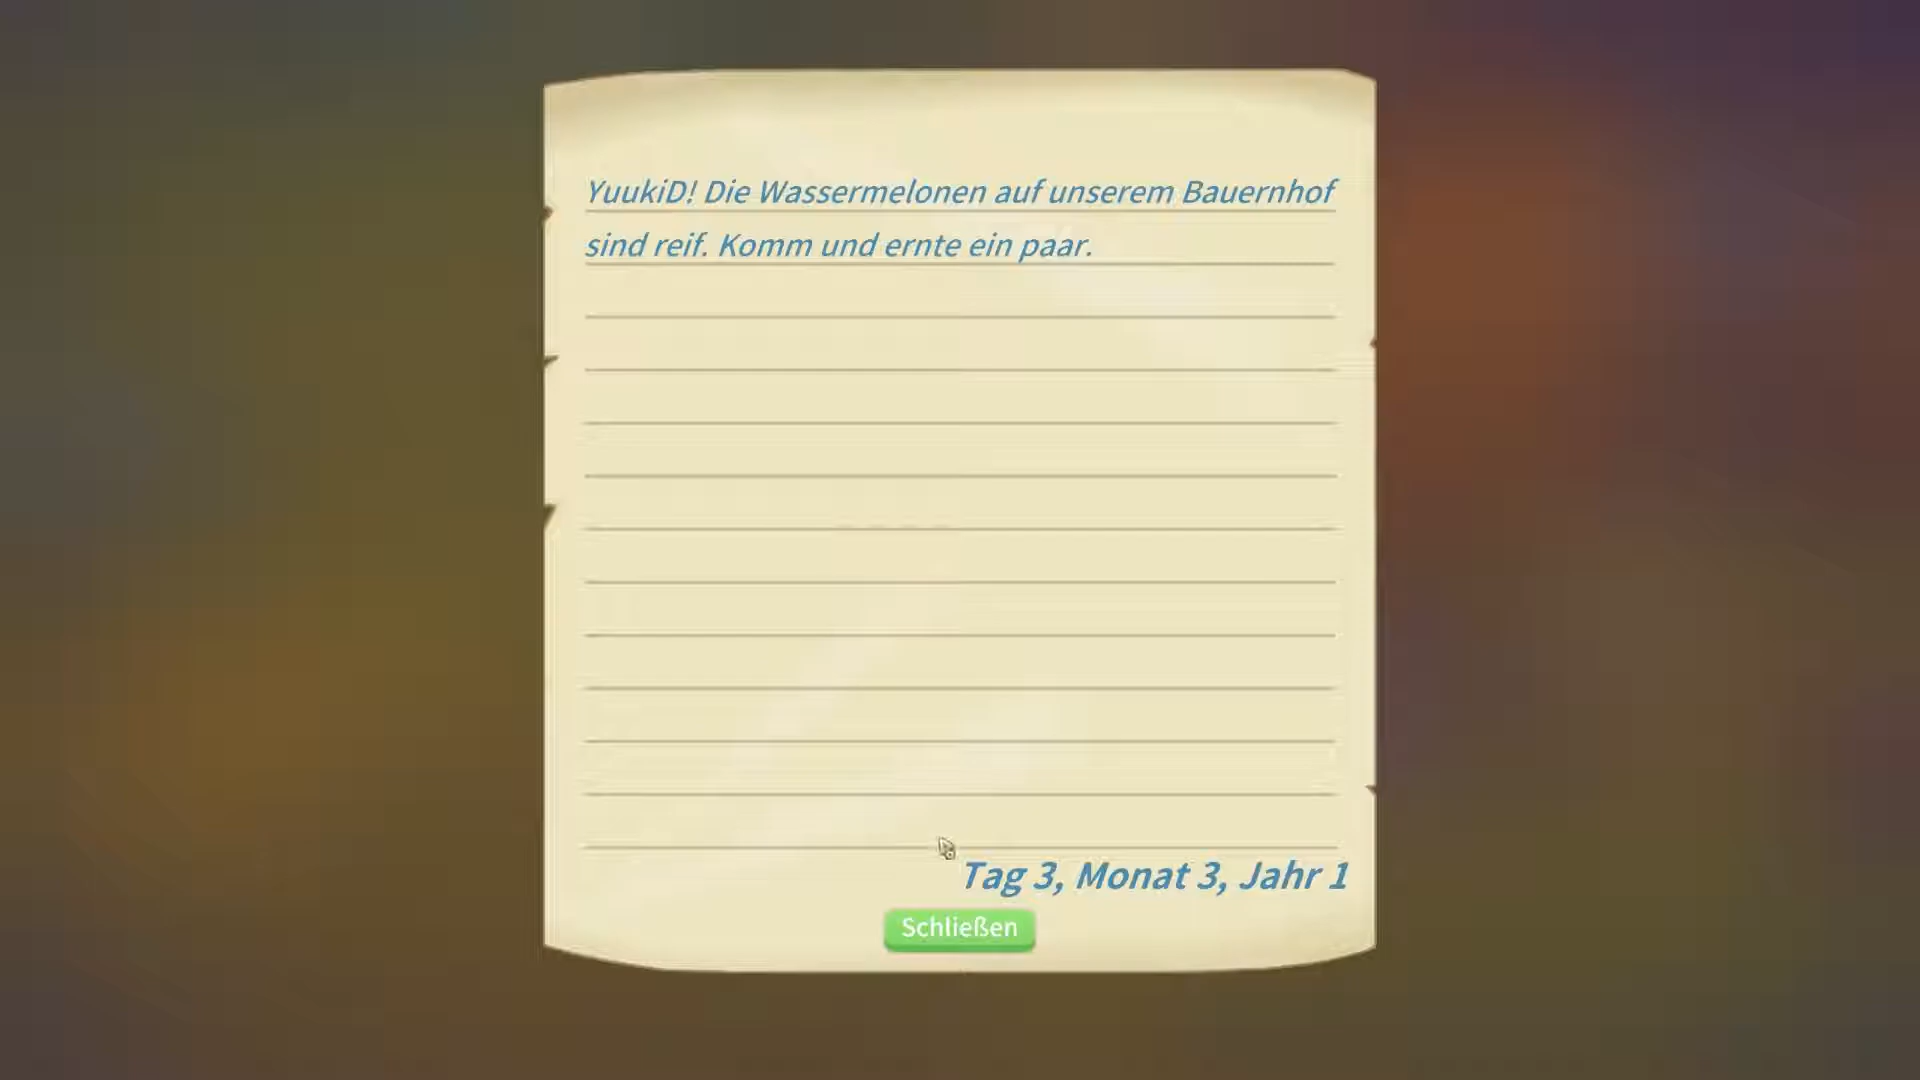 YuukiD! Die Wassermelonen auf unserem Bauernhof
sind reif. Komm und ernte ein paar.
Tag 3, Monat 3, Jahr 1
Schließen